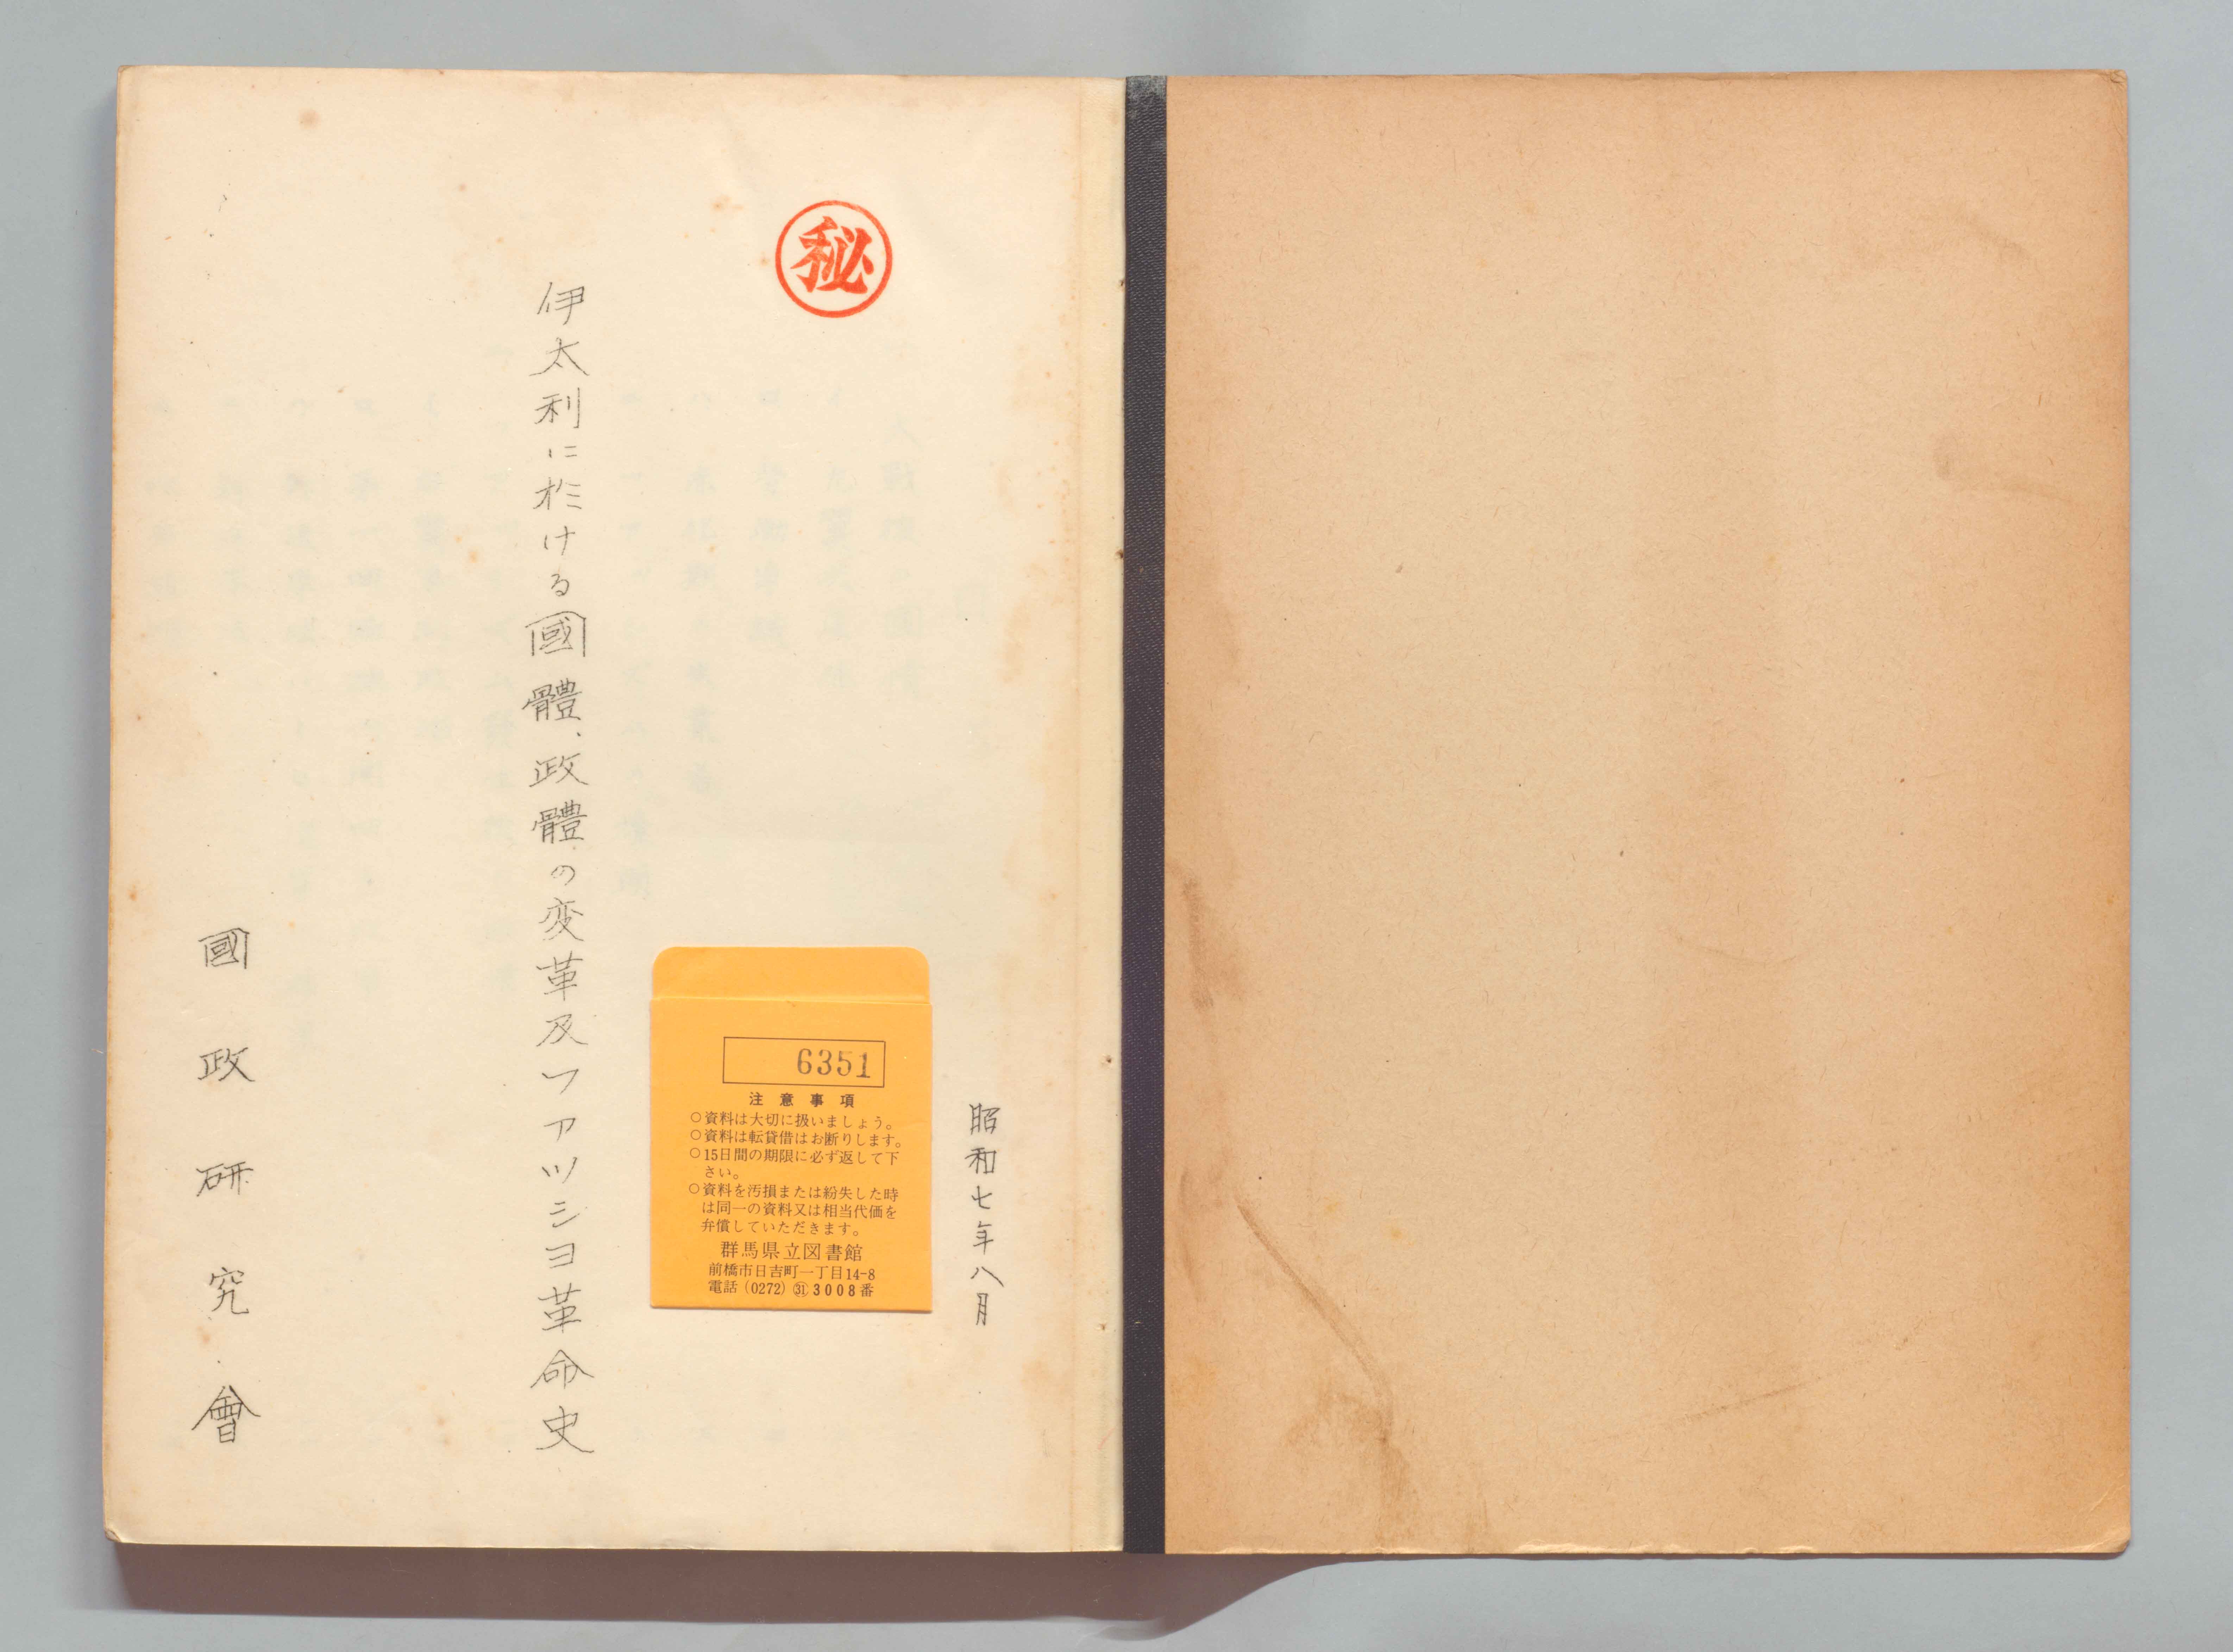 秘
昭和七年八月
伊太利に於ける國體、政體の変革及ファツシヨ革命史
國政研究會
6351
注意事項
○資料は大切に扱いましょう。
○資料は転貸借はお断りします。
○15日間の期限に必ず返して下
さい。
○資料を汚損または紛失した時
は同一の資料又は相当代価を
弁償していただきます。
群馬県立図書館
前橋市日吉町一丁目14-8
電話 (0272) ㉛ 3008番